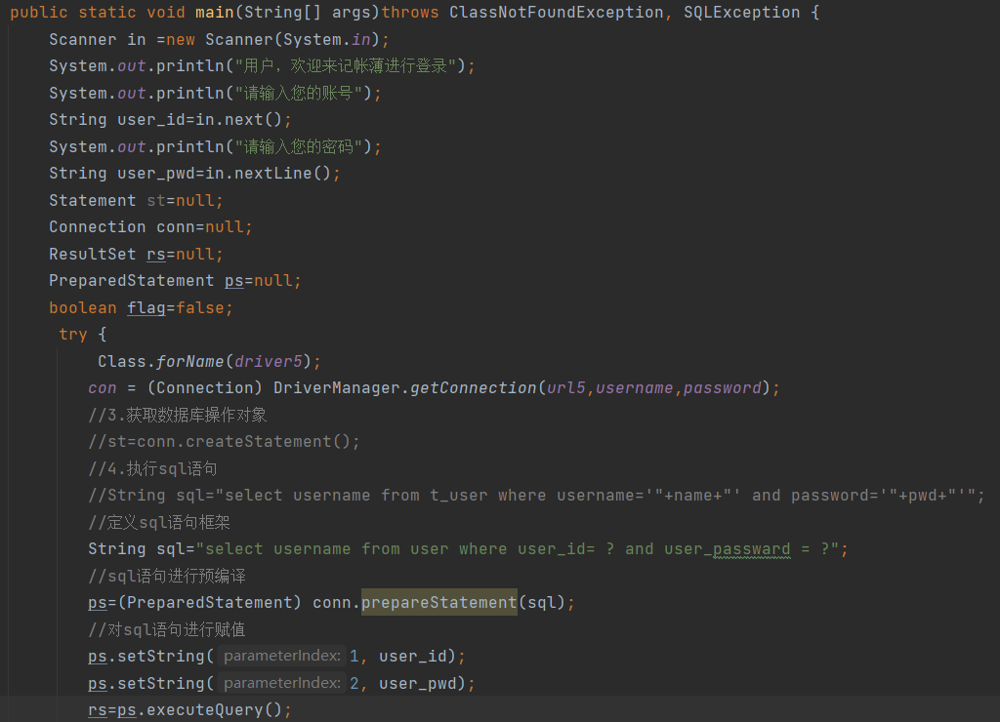 public static void main(String[] args)throws ClassNotFoundException, SQLException {
Scanner in =new Scanner(System.in);
System.out.println("用户，欢迎来记帐薄进行登录");
System.out.println("请输入您的账号");
String user_id=in.next();
System.out.println("请输入您的密码");
String user_pwd=in.nextLine();
Statement st=null;
Connection conn=null;
ResultSet rs=null;
PreparedStatement ps=null;
boolean flag=false;
try {
Class.forName(driver5);
con = (Connection) DriverManager.getConnection(url5,username,password);
//3.获取数据库操作对象
//st=conn.createStatement();
//4.执行sql语句
//String sql="select username from t_user where username='"+name+"' and password='"+pwd+"'";
//定义sql语句框架
String sql="select username from user where user_id= ? and user_passward = ?";
//sql语句进行预编译
ps=(PreparedStatement) conn.prepareStatement(sql);
//对sql语句进行赋值
ps.setString( parameterIndex: 1, user_id);
ps.setString( parameterIndex: 2, user_pwd);
rs=ps.executeQuery();